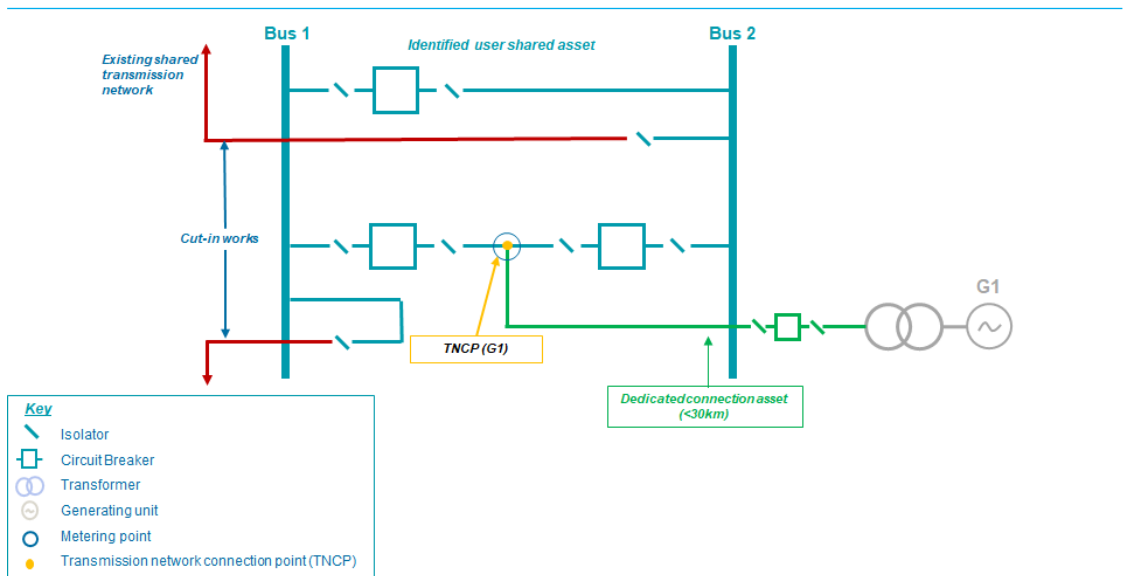 Bus 1
Identified user shared asset
Bus 2
Existing shared
transmission
network
Cut-in works
G1
TNCP (G1)
Dedicated connection asset
(<30km)
Key
Isolator
Circuit Breaker
Transformer
Generating unit
Metering point
Transmission network connection point (TNCP)